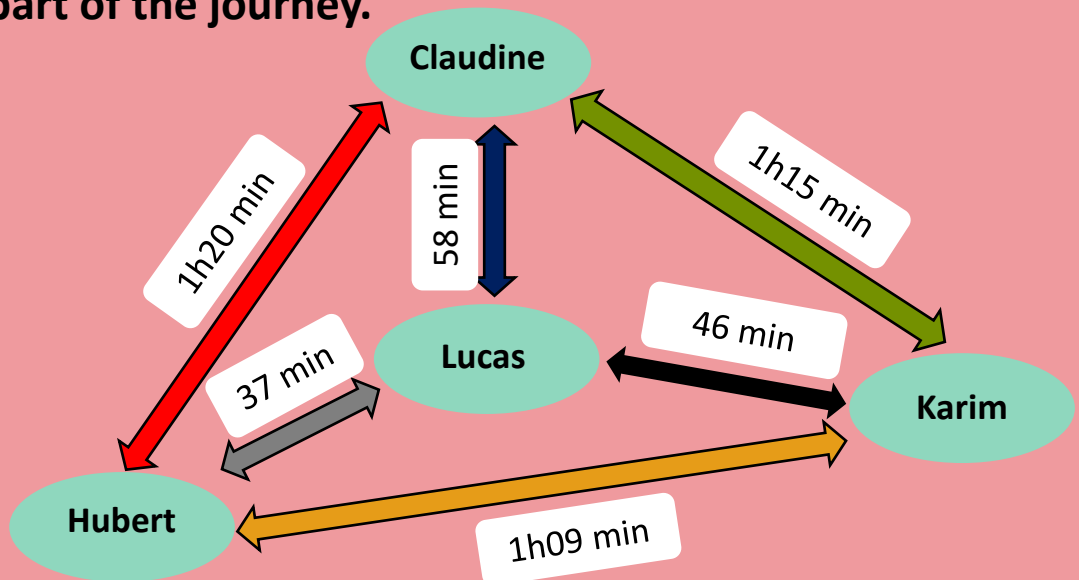 part of the journey.
Claudine
1h20 min
58 min
1h15 min
37 min
Lucas
46 min
Karim
Hubert
1h09 min